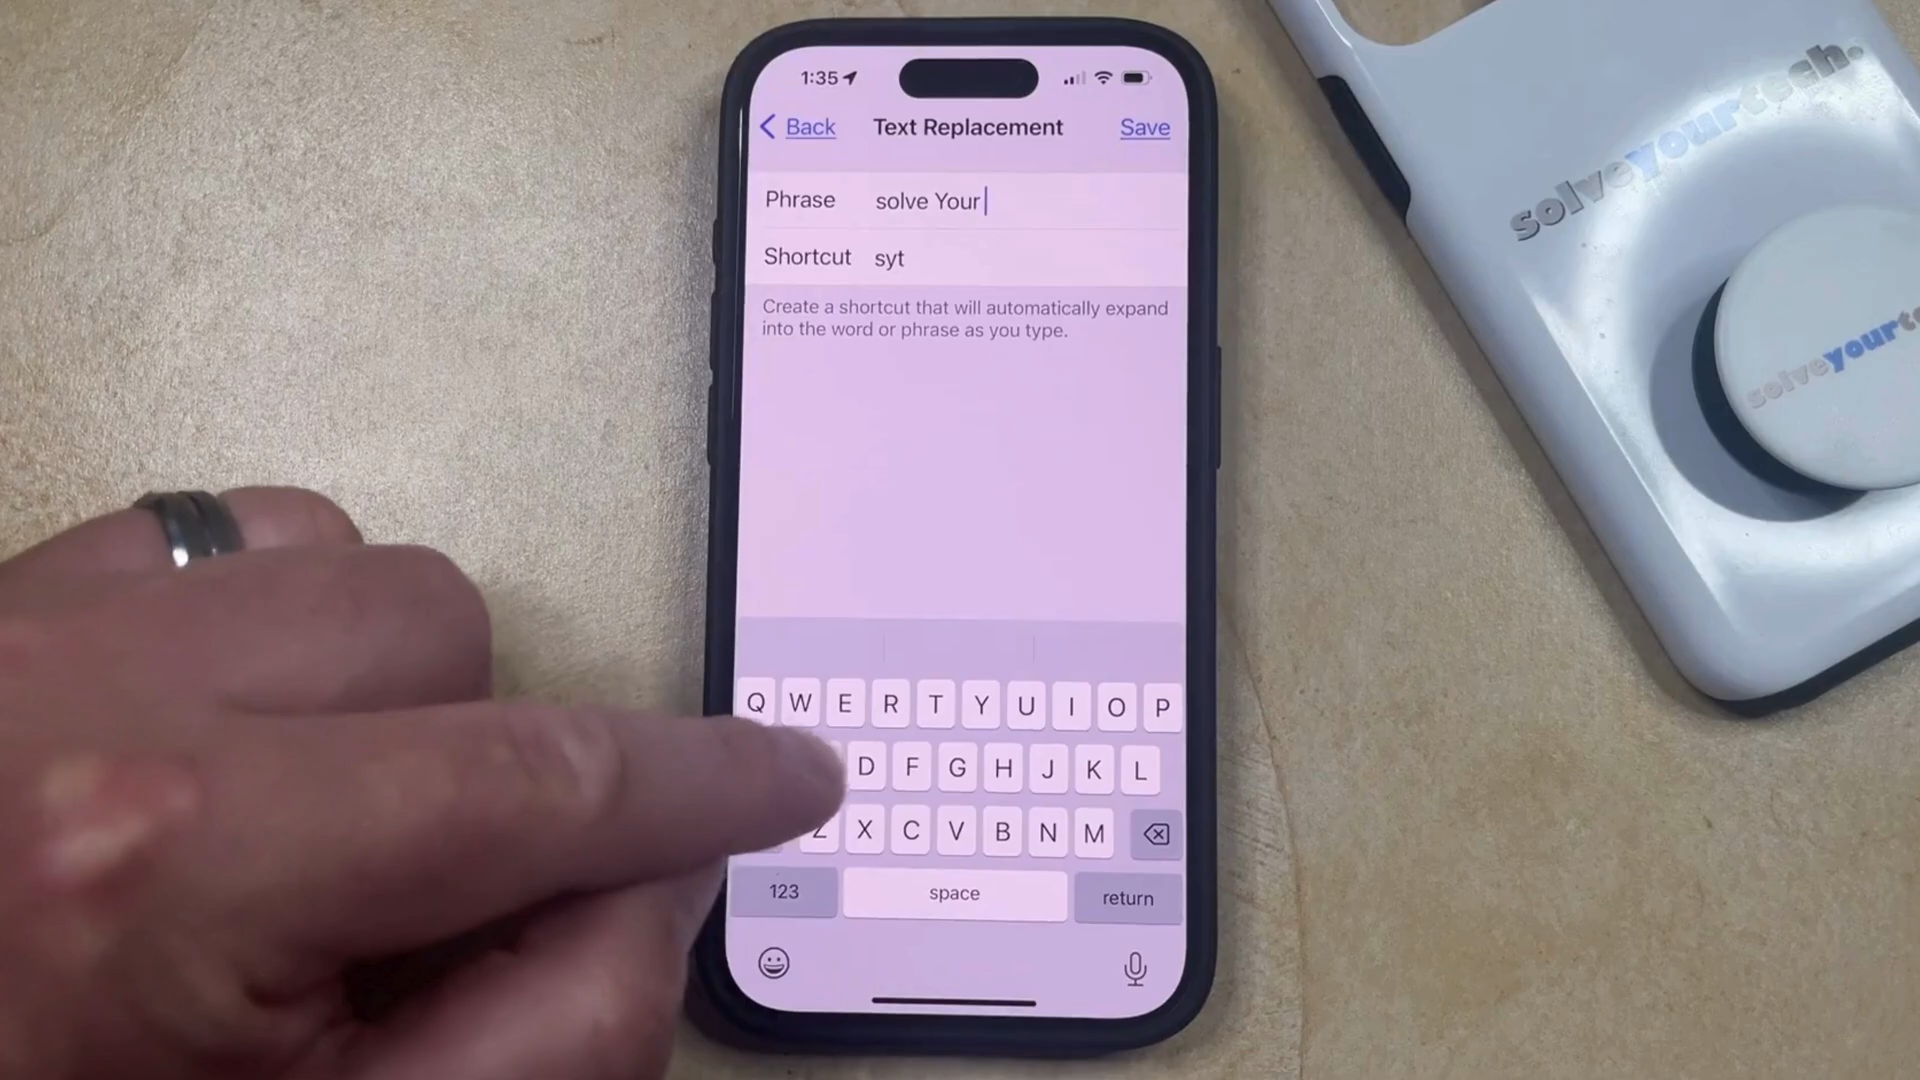 1:35
Back Text Replacement Save
Phrase solve Your
Shortcut syt
Create a shortcut that will automatically expand
into the word or phrase as you type.
Q W E R T Y U I O P
D F G H J K L
Z X C V B N M
123 space return
solveyourtech.
solveyourte